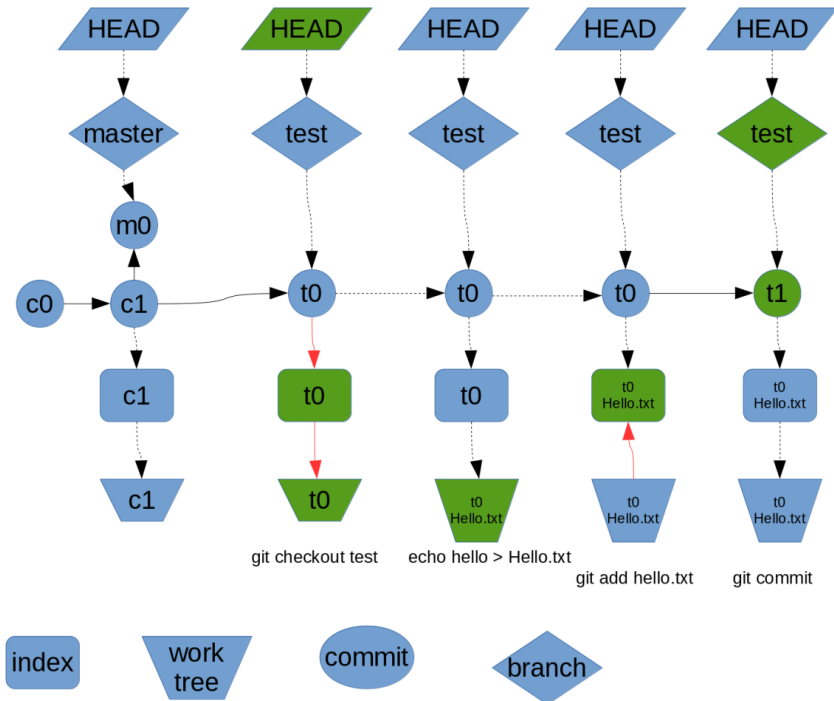 HEAD
HEAD
HEAD
HEAD
HEAD
master
test
test
test
test
m0
c0
c1
t0
t0
t0
t1
c1
t0
t0
t0
Hello.txt
t0
Hello.txt
c1
t0
t0
Hello.txt
t0
Hello.txt
t0
Hello.txt
git checkout test
echo hello > Hello.txt
git add hello.txt
git commit
index
work
tree
commit
branch